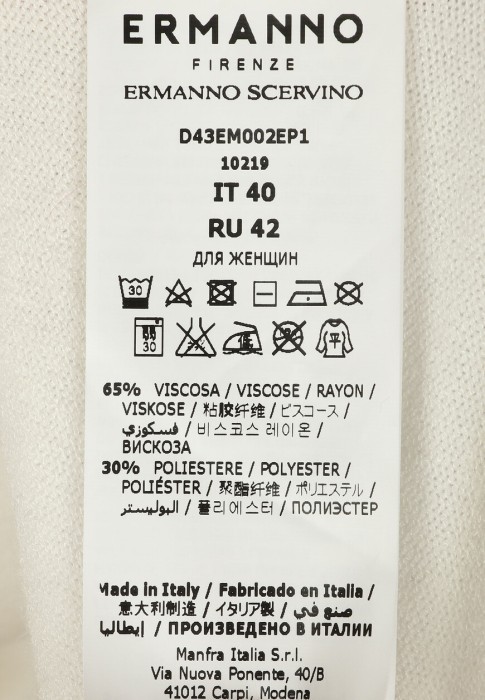 ERMANNO
FIRENZE
ERMANNO SCERVINO
D43EM002EP1
10219
IT 40
RU 42
ДЛЯ ЖЕНЩИН
30
30
低
平
65% VISCOSA / VISCOSE / RAYON /
VISKOSE / 粘胶纤维 / ビスコース /
فسكوزي / 비스코스 레이온 /
ВИСКОЗА
30% POLIESTERE / POLYESTER /
POLIÉSTER / 聚酯纤维 / ポリエステル /
البوليستر / 폴리에스터 / ПОЛИЭСТЕР
Made in Italy / Fabricado en Italia /
意大利制造 / イタリア製 / صنع في
إيطاليا / ПРОИЗВЕДЕНО В ИТАЛИИ
Manfra Italia S.r.l.
Via Nuova Ponente, 40/B
41012 Carpi, Modena